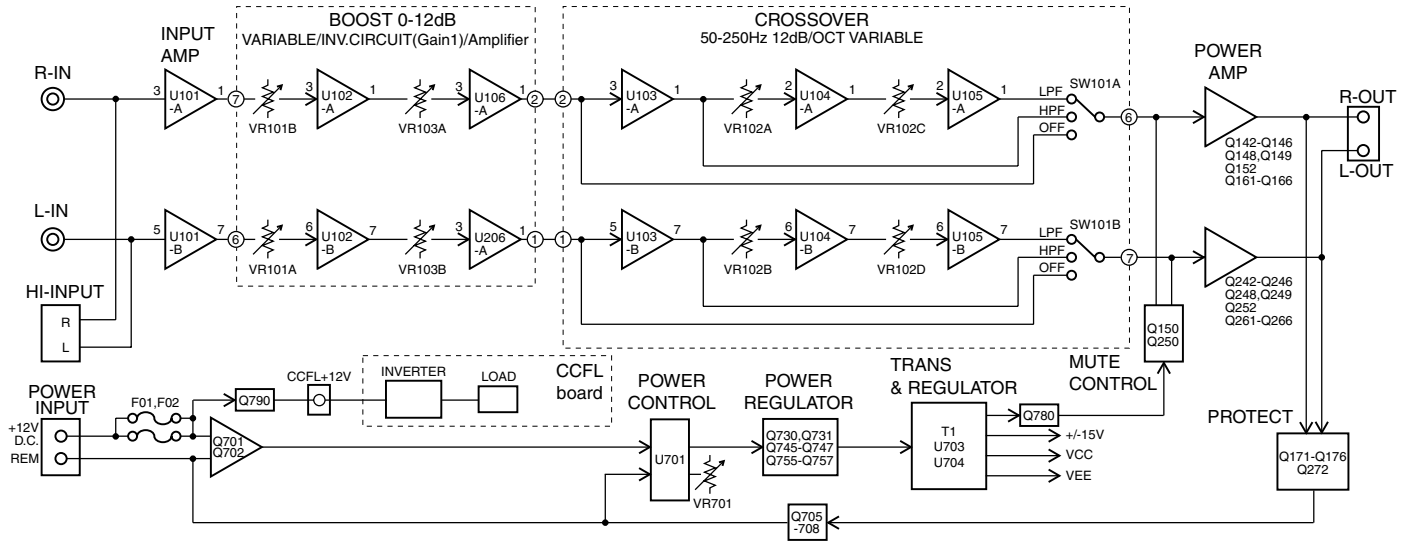 BOOST 0-12dB
VARIABLE/INV.CIRCUIT(Gain1)/Amplifier
CROSSOVER
50-250Hz 12dB/OCT VARIABLE
INPUT
AMP
POWER
AMP
R-IN
3
U101
-A
1
7
VR101B
3
U102
-A
1
VR103A
3
U106
-A
1
2
2
3
U103
-A
1
VR102A
2
U104
-A
1
VR102C
2
U105
-A
1
LPF
HPF
OFF
SW101A
6
Q142-Q146
Q148,Q149
Q152
Q161-Q166
R-OUT
L-OUT
L-IN
5
U101
-B
7
6
VR101A
6
U102
-B
7
VR103B
3
U206
-A
1
1
1
5
U103
-B
7
VR102B
6
U104
-B
7
VR102D
6
U105
-B
7
LPF
HPF
OFF
SW101B
7
Q242-Q246
Q248,Q249
Q252
Q261-Q266
HI-INPUT
R
L
Q150
Q250
MUTE
CONTROL
POWER
INPUT
+12V
D.C.
REM
F01,F02
Q790
CCFL+12V
INVERTER
LOAD
CCFL
board
Q701
Q702
POWER
CONTROL
U701
VR701
POWER
REGULATOR
Q730,Q731
Q745-Q747
Q755-Q757
TRANS
& REGULATOR
T1
U703
U704
Q780
+/-15V
VCC
VEE
PROTECT
Q171-Q176
Q272
Q705
-708